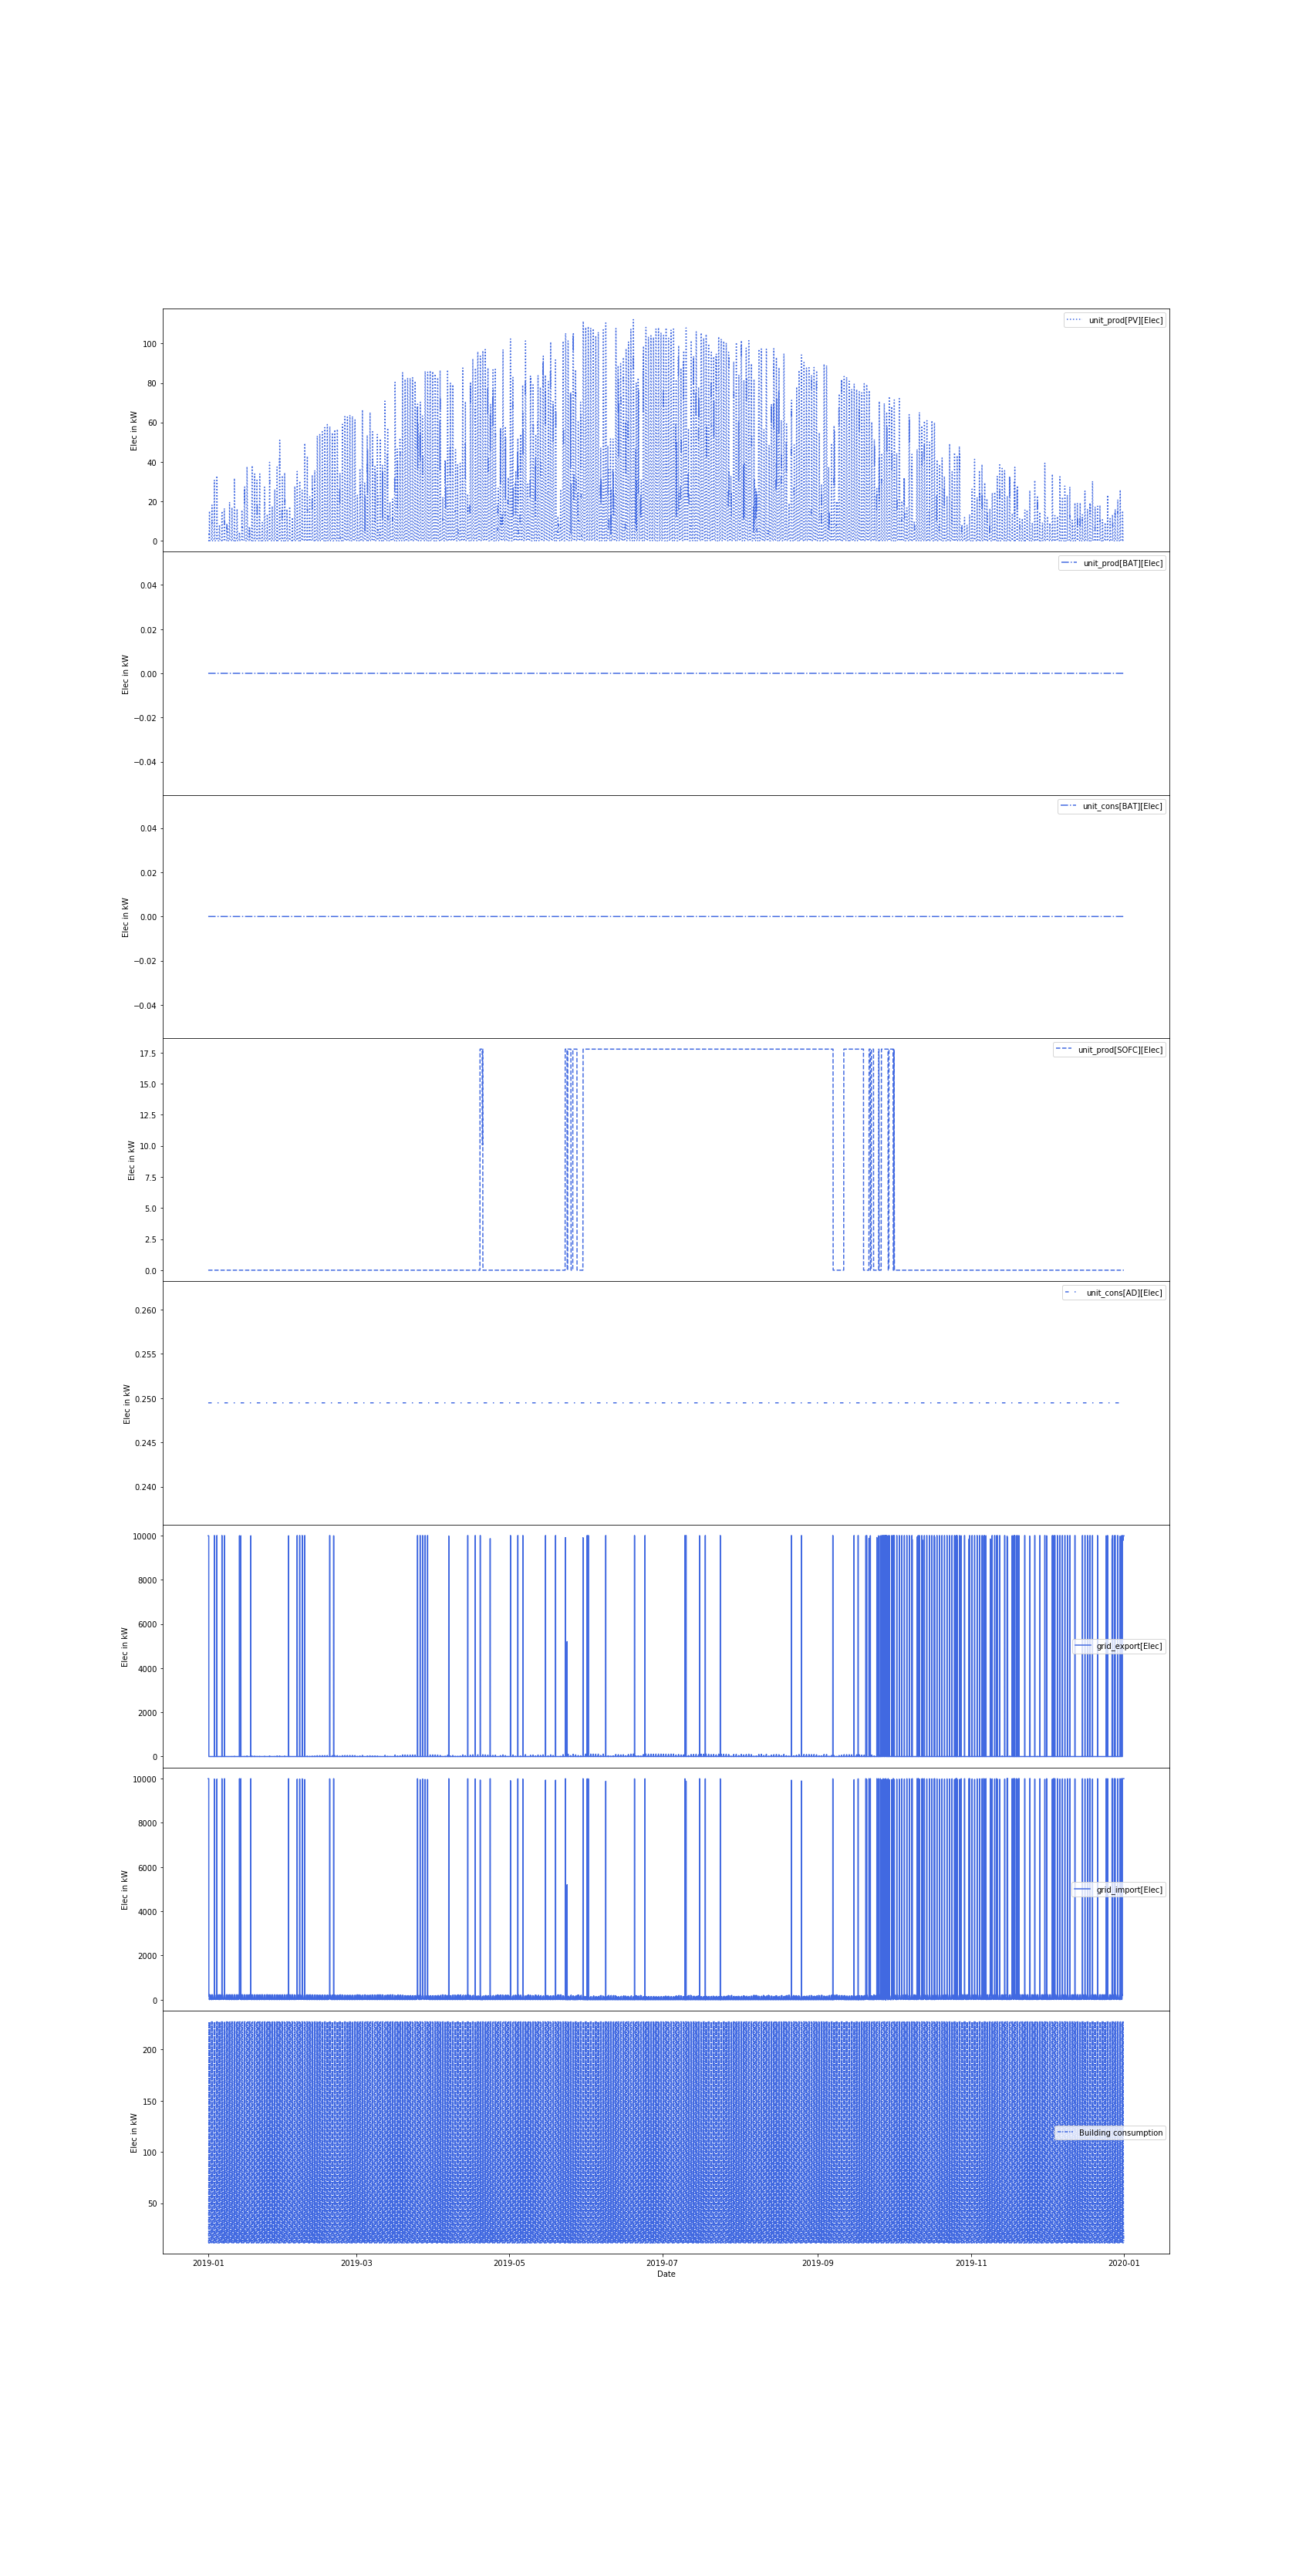 unit_prod[PV][Elec]
100
80
60
40
20
0
Elec in kW
unit_prod[BAT][Elec]
0.04
0.02
0.00
−0.02
−0.04
Elec in kW
unit_cons[BAT][Elec]
0.04
0.02
0.00
−0.02
−0.04
Elec in kW
unit_prod[SOFC][Elec]
17.5
15.0
12.5
10.0
7.5
5.0
2.5
0.0
Elec in kW
unit_cons[AD][Elec]
0.260
0.255
0.250
0.245
0.240
Elec in kW
10000
8000
6000
4000
2000
0
Elec in kW
grid_export[Elec]
10000
8000
6000
4000
2000
0
Elec in kW
grid_import[Elec]
200
150
100
50
Elec in kW
Building consumption
2019-01 2019-03 2019-05 2019-07 2019-09 2019-11 2020-01
Date